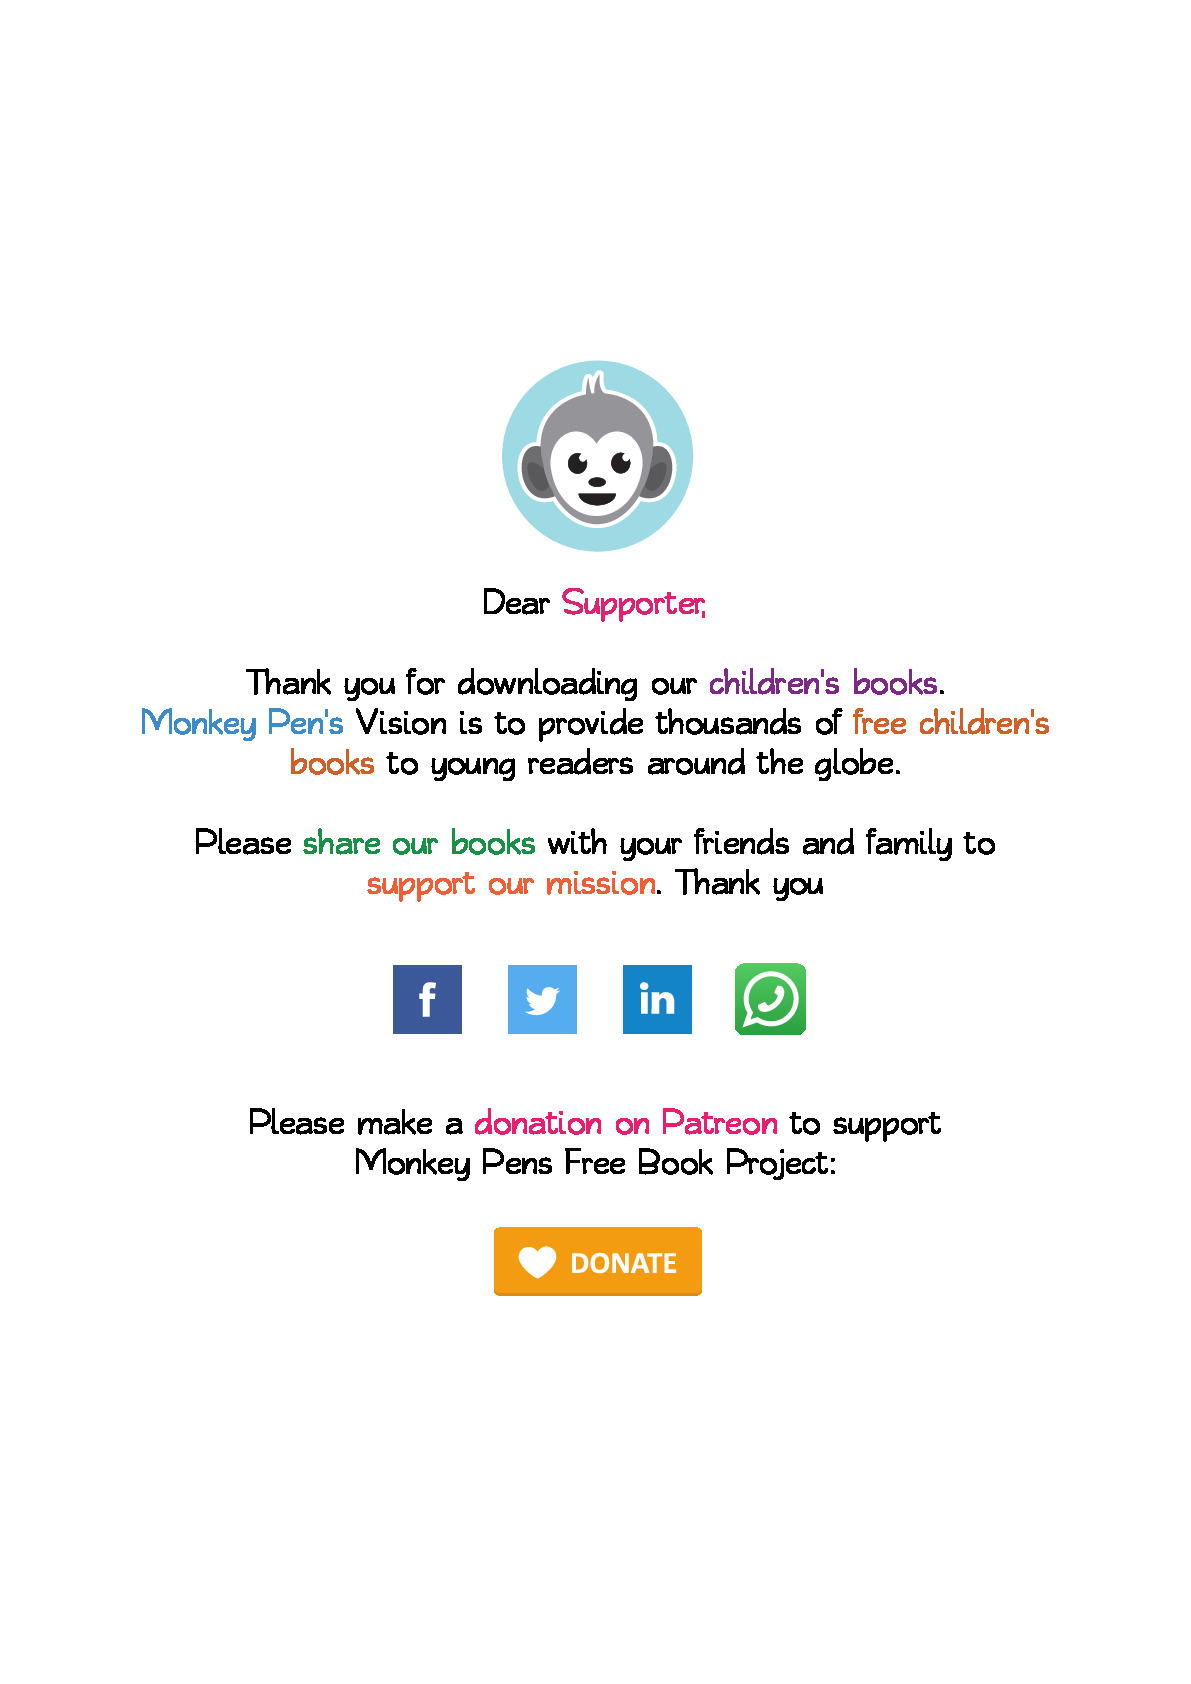 Dear Supporter,
Thank you for downloading our children's books.
Monkey Pen's Vision is to provide thousands of free children's
books to young readers around the globe.
Please share our books with your friends and family to
support our mission. Thank you
f
in
Please make a donation on Patreon to support
Monkey Pens Free Book Project:
DONATE